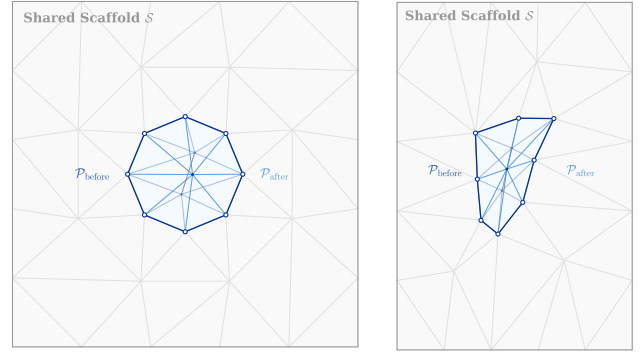 Shared Scaffold 𝒮
𝒫before
𝒫after
Shared Scaffold 𝒮
𝒫before
𝒫after